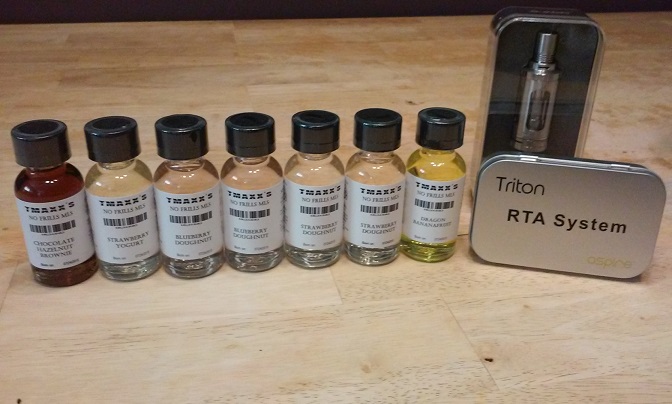 TMAXX'S
NO FRILLS MIX
CHOCOLATE
HAZELNUT
BROWNIE
TMAXX'S
NO FRILLS MIX
STRAWBERRY
YOGURT
TMAXX'S
NO FRILLS MIX
BLUEBERRY
DOUGHNUT
TMAXX'S
NO FRILLS MIX
BLUEBERRY
DOUGHNUT
TMAXX'S
NO FRILLS MIX
STRAWBERRY
DOUGHNUT
TMAXX'S
NO FRILLS MIX
STRAWBERRY
DOUGHNUT
TMAXX'S
NO FRILLS MIX
DRAGON
Triton
RTA System
aspire